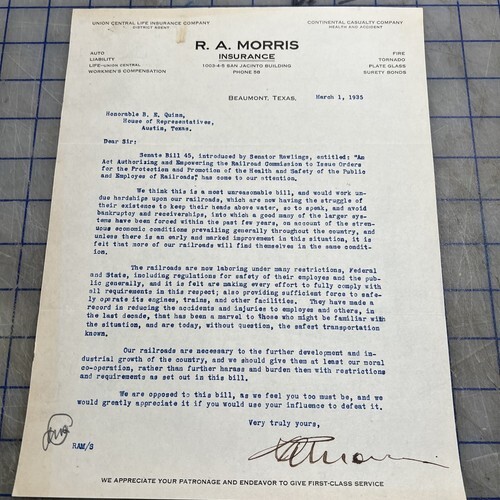 UNION CENTRAL LIFE INSURANCE COMPANY
DISTRICT AGENT
CONTINENTAL CASUALTY COMPANY
HEALTH AND ACCIDENT
R. A. MORRIS
INSURANCE
1003-4-5 SAN JACINTO BUILDING
PHONE 58
AUTO
LIABILITY
LIFE-UNION CENTRAL
WORKMEN'S COMPENSATION
FIRE
TORNADO
PLATE GLASS
SURETY BONDS
BEAUMONT, TEXAS, March 1, 1935
Honorable B. E. Quinn,
House of Representatives,
Austin, Texas.
Dear Sir:
Senate Bill 45, introduced by Senator Rawlings, entitled: "An
Act Authorizing and Empowering the Railroad Commission to Issue Orders
for the Protection and Promotion of the Health and Safety of the Public
and Employes of Railroads," has come to our attention.
We think this is a most unreasonable bill, and would work un-
due hardship upon our railroads, which are now having the struggle of
their existence to keep their heads above water, so to speak, and avoid
bankruptcy and receiverships, into which a good many of the larger sys-
tems have been forced within the past few years, on account of the stren-
uous economic conditions prevailing generally throughout the country, and
unless there is an early and marked improvement in this situation, it is
felt that more of our railroads will find themselves in the same condit-
ion.
The railroads are now laboring under many restrictions, Federal
and State, including regulations for safety of their employes and the pub-
lic generally, and it is felt are making every effort to fully comply with
all requirements in this respect; also providing sufficient force to safe-
ly operate its engines, trains, and other facilities. They have made a
record in reducing the accidents and injuries to employes and others, in
the last decade, that has been a marvel to those who might be familiar with
the situation, and are today, without question, the safest transportation
known.
Our railroads are necessary to the further development and in-
dustrial growth of the country, and we should give them at least our moral
co-operation, rather than further harass and burden them with restrictions
and requirements as set out in this bill.
We are opposed to this bill, as we feel you too must be, and we
would greatly appreciate it if you would use your influence to defeat it.
Very truly yours,
RAM/S
WE APPRECIATE YOUR PATRONAGE AND ENDEAVOR TO GIVE FIRST-CLASS SERVICE